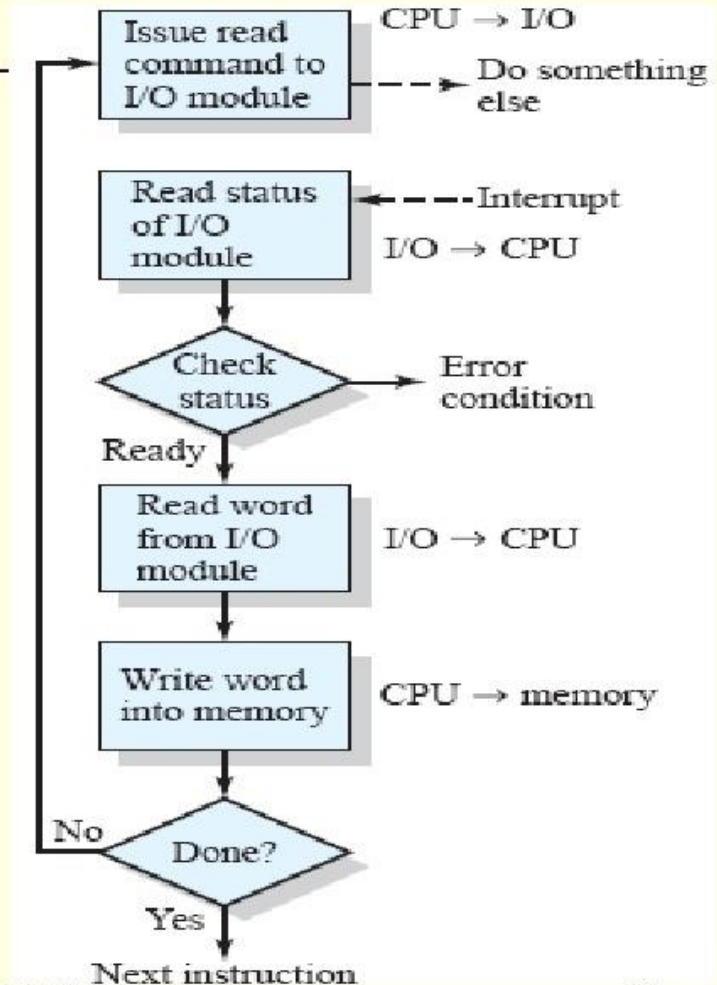 Issue read
command to
I/O module
CPU → I/O
Do something
else
Read status
of I/O
module
Interrupt
I/O → CPU
Check
status
Error
condition
Ready
Read word
from I/O
module
I/O → CPU
Write word
into memory
CPU → memory
No
Done?
Yes
Next instruction